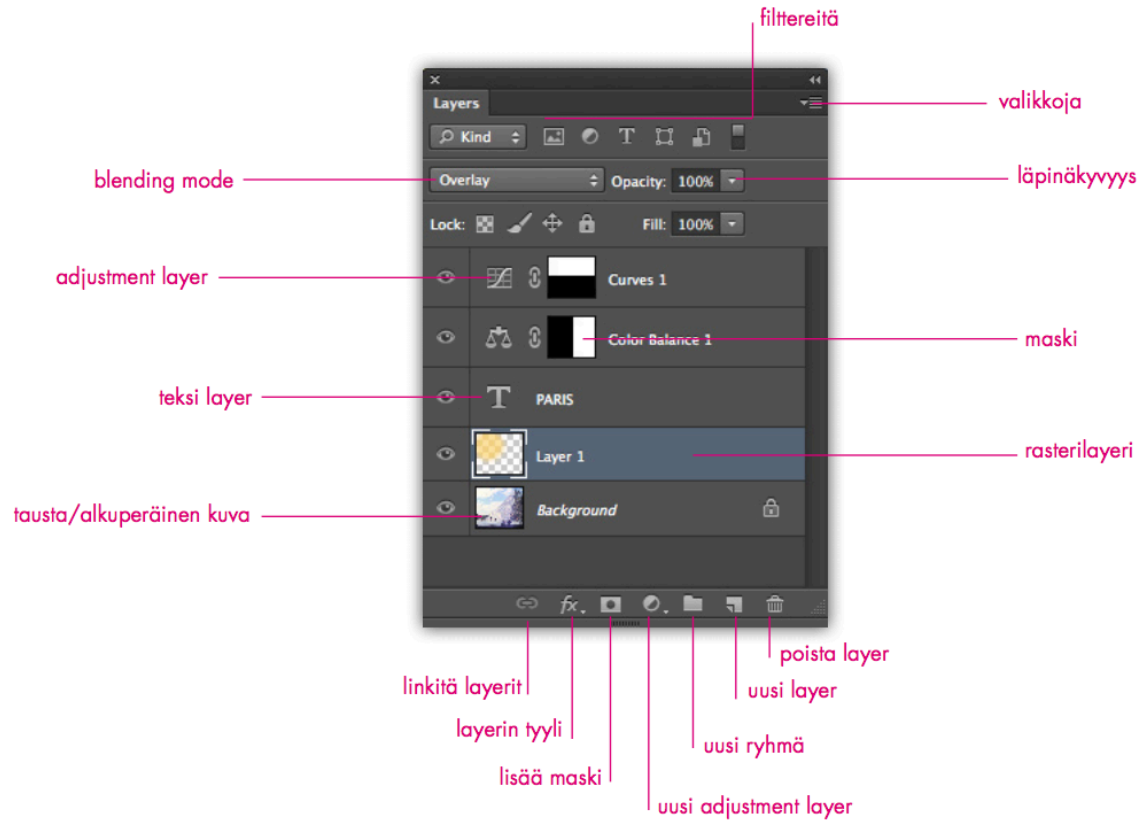 filttereitä
Layers
valikkoja
Kind
T
blending mode
Overlay
Opacity: 100%
läpinäkyvyys
Lock:
Fill: 100%
adjustment layer
Curves 1
Color Balance 1
maski
teksi layer
T
PARIS
Layer 1
rasterilayeri
tausta/alkuperäinen kuva
Background
fx
poista layer
linkitä layerit
uusi layer
layerin tyyli
uusi ryhmä
lisää maski
uusi adjustment layer